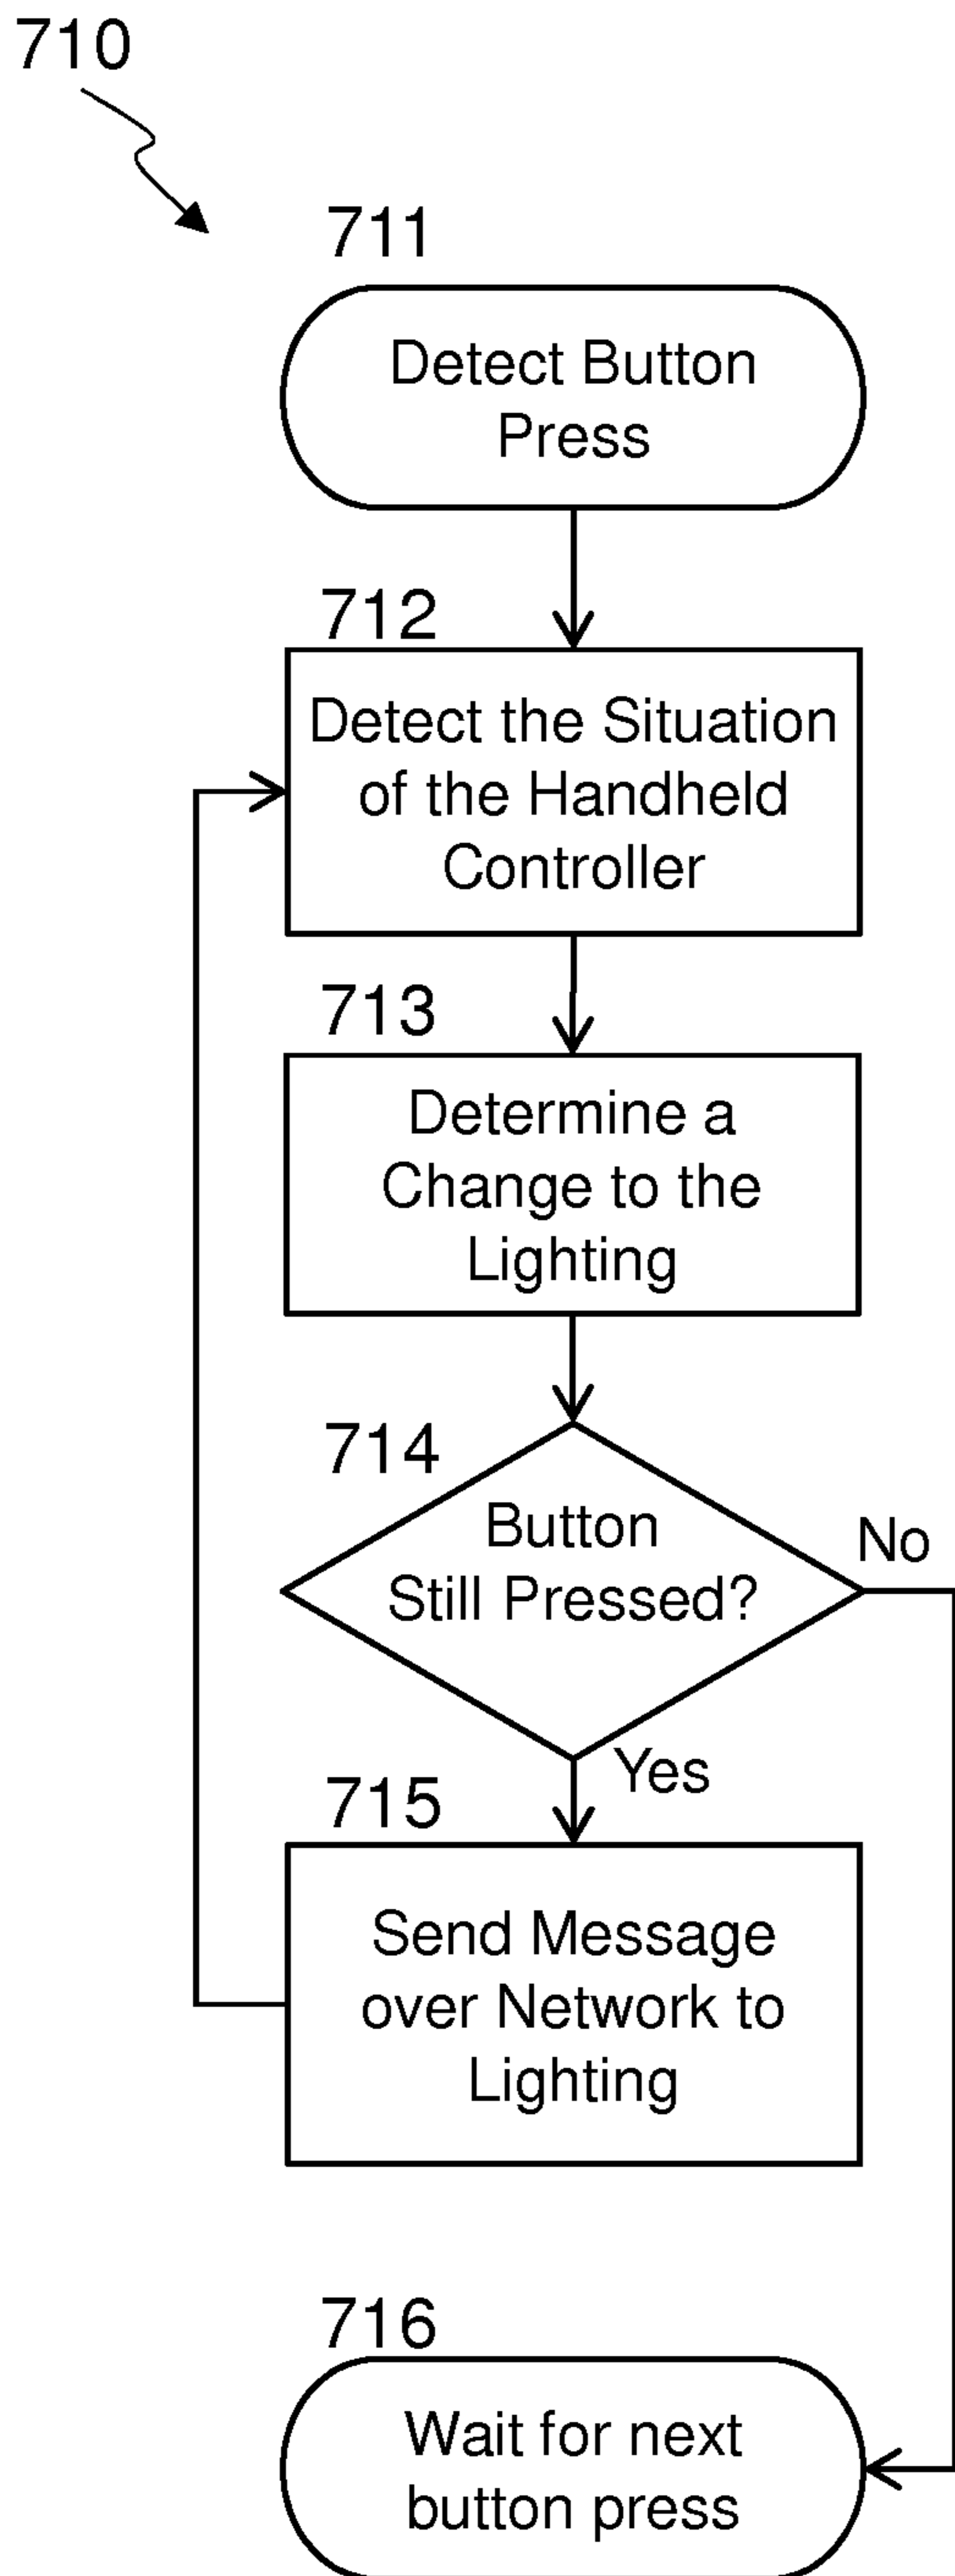 710
711
Detect Button
Press
712
Detect the Situation
of the Handheld
Controller
713
Determine a
Change to the
Lighting
714
Button
Still Pressed?
No
Yes
715
Send Message
over Network to
Lighting
716
Wait for next
button press